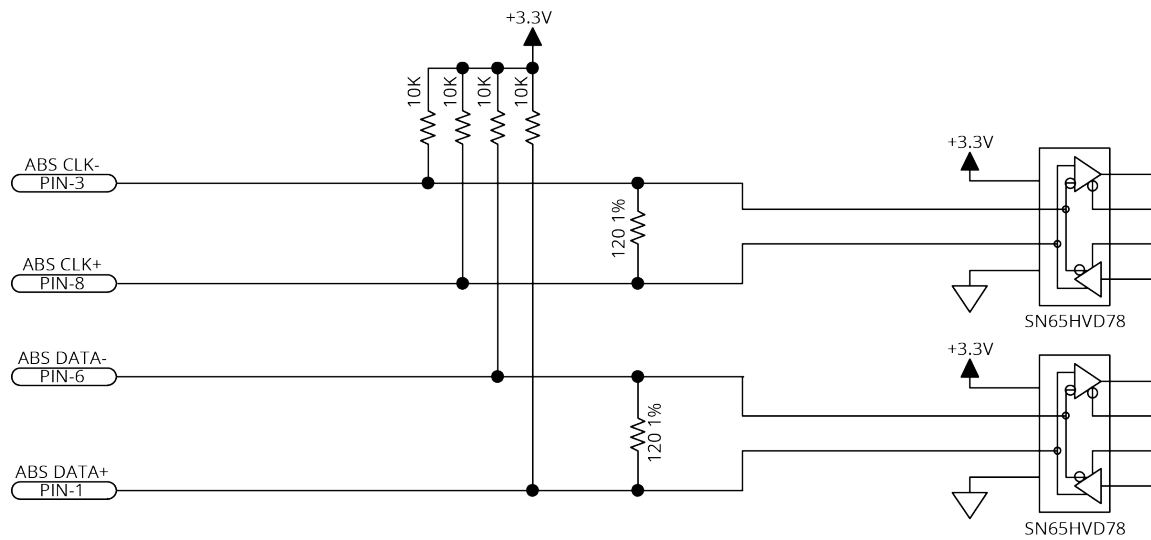 +3.3V
10K
10K
10K
10K
ABS CLK-
PIN-3
+3.3V
120 1%
ABS CLK+
PIN-8
SN65HVD78
ABS DATA-
PIN-6
+3.3V
120 1%
ABS DATA+
PIN-1
SN65HVD78